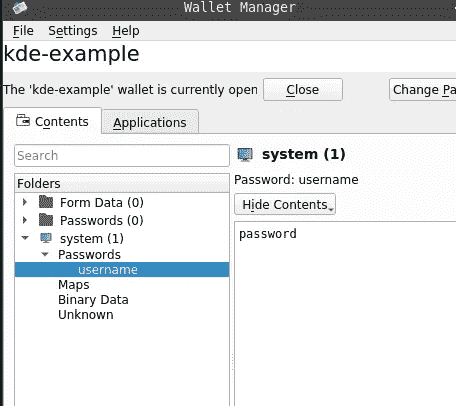 Wallet Manager
File Settings Help
kde-example
The 'kde-example' wallet is currently open
Close
Change Pa
Contents
Applications
Search
system (1)
Folders
Password: username
Form Data (0)
Passwords (0)
Hide Contents
system (1)
password
Passwords
username
Maps
Binary Data
Unknown